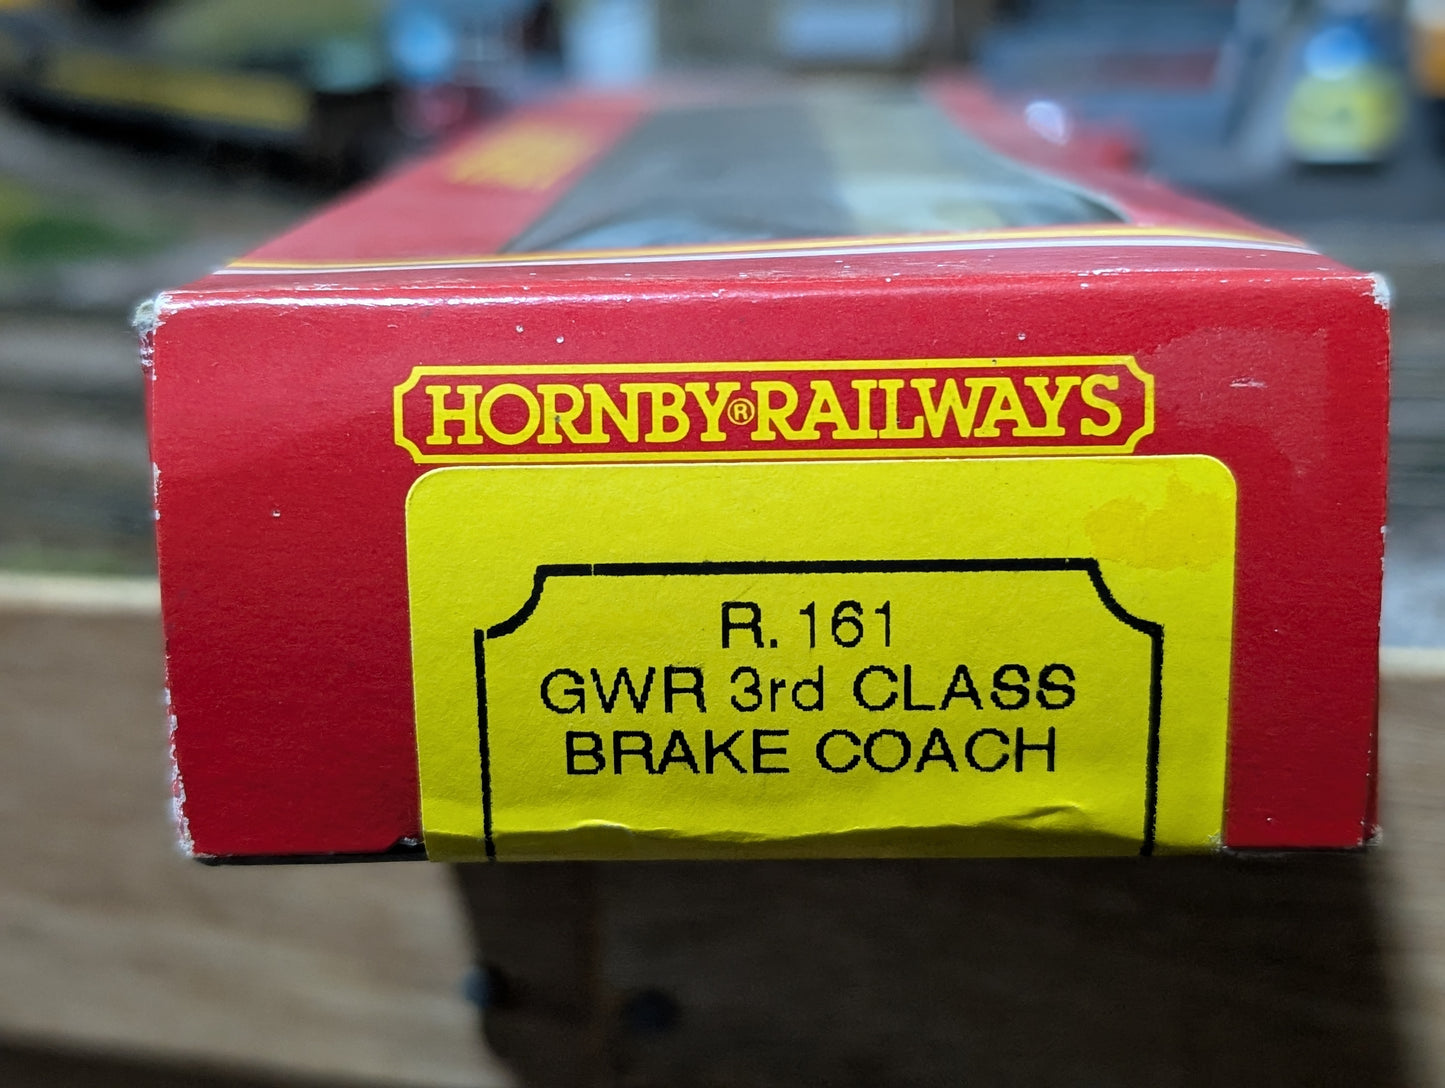 HORNBY®RAILWAYS
R. 161
GWR 3rd CLASS
BRAKE COACH